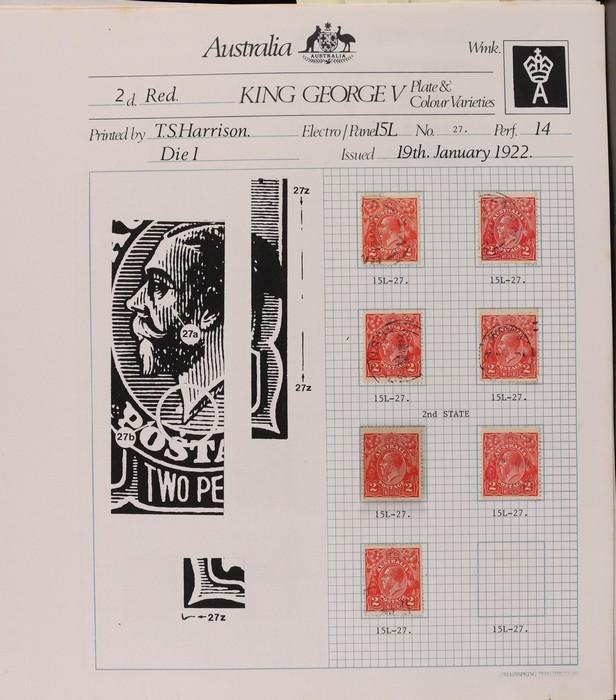 Australia Wmk.
AUSTRALIA
A
2 d. Red. KING GEORGE V Plate & Colour Varieties
Printed by T.S.Harrison. Electro/Pane 15L No. 27. Perf. 14
Die 1 Issued 19th. January 1922.
27z
27a
27z
27b
POSTA
TWO PE
27z
15L-27. 15L-27.
15L-27. 15L-27.
2nd STATE
15L-27. 15L-27.
15L-27. 15L-27.